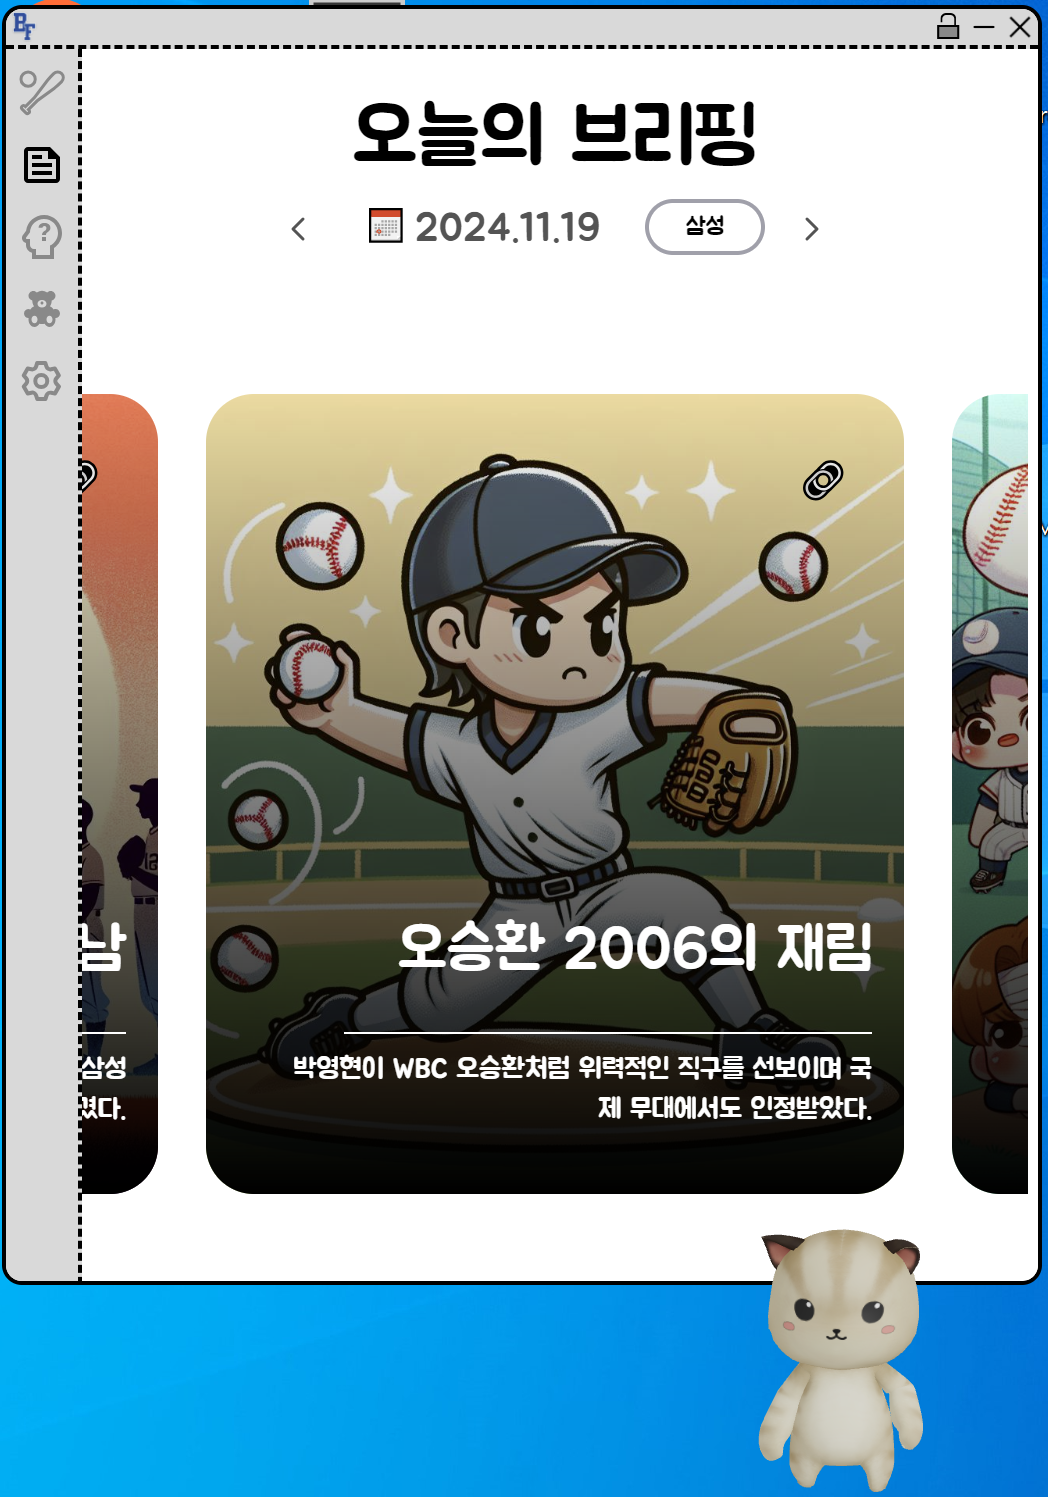 BF
오늘의 브리핑
2024.11.19
삼성
남
삼성
꼈다.
오승환 2006의 재림
박영현이 WBC 오승환처럼 위력적인 직구를 선보이며 국
제 무대에서도 인정받았다.